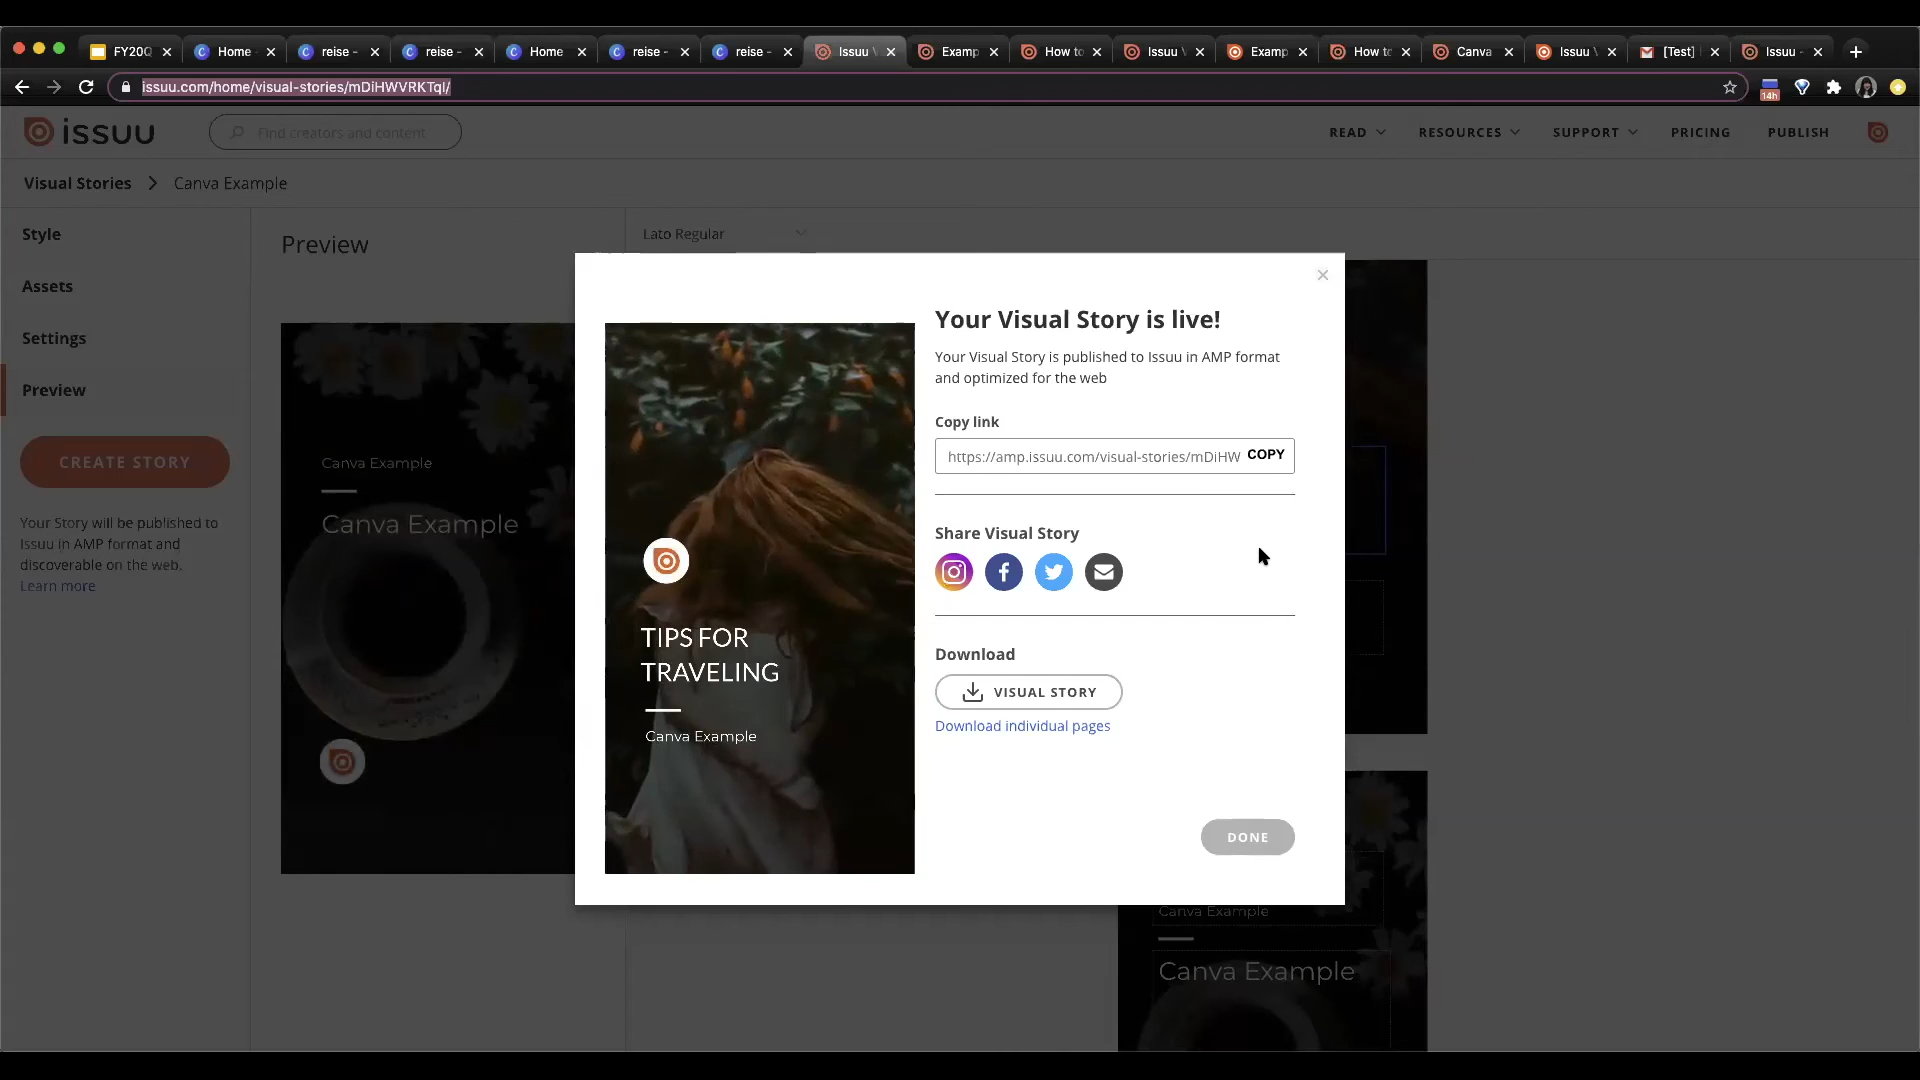 FY20Q
Home
reise -
reise -
Home
reise -
reise -
Issuu V
Examp
How to
Issuu V
Examp
How to
Canva
Issuu V
[Test]
Issuu -
issuu.com/home/visual-stories/mDiHWVRKTqI/
14h
issuu
Find creators and content
READ
RESOURCES
SUPPORT
PRICING
PUBLISH
Visual Stories
Canva Example
Style
Assets
Settings
Preview
CREATE STORY
Your Story will be published to
Issuu in AMP format and
discoverable on the web.
Learn more
Preview
Lato Regular
Canva Example
Canva Example
TIPS FOR
TRAVELING
Canva Example
Your Visual Story is live!
Your Visual Story is published to Issuu in AMP format
and optimized for the web
Copy link
https://amp.issuu.com/visual-stories/mDiHW
COPY
Share Visual Story
Download
VISUAL STORY
Download individual pages
DONE
Canva Example
Canva Example